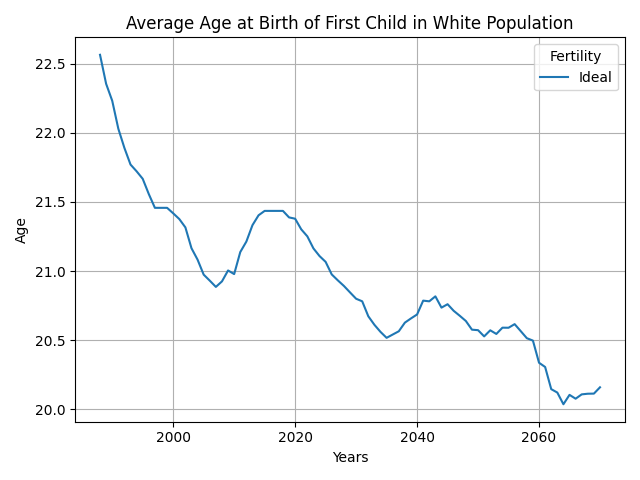 Average Age at Birth of First Child in White Population
Fertility
Ideal
22.5
22.0
21.5
21.0
20.5
20.0
Age
2000
2020
2040
2060
Years